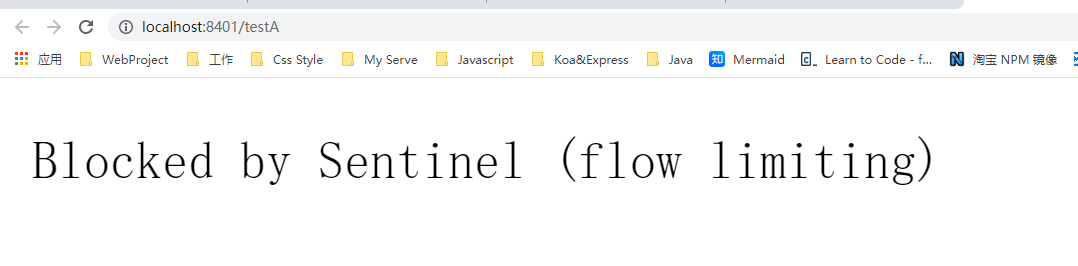 localhost:8401/testA
应用 WebProject 工作 Css Style My Serve Javascript Koa&Express Java 知 Mermaid Learn to Code - f... 淘宝 NPM 镜像
Blocked by Sentinel (flow limiting)